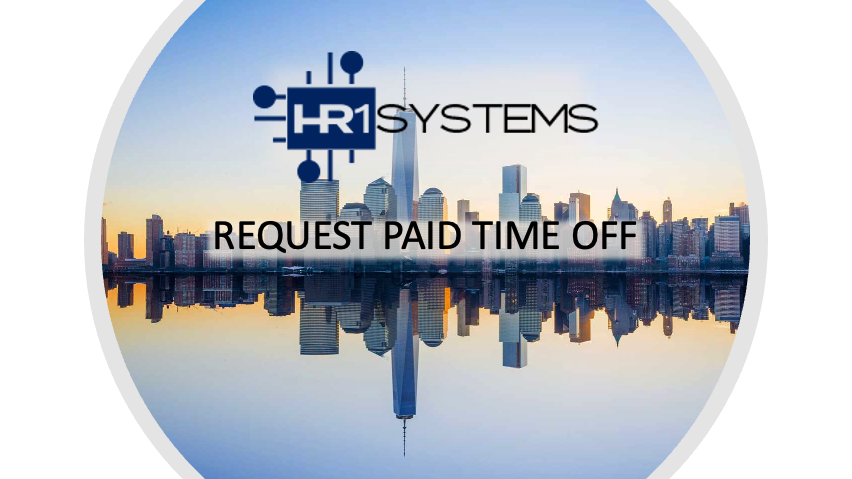 HR1SYSTEMS
REQUEST PAID TIME OFF